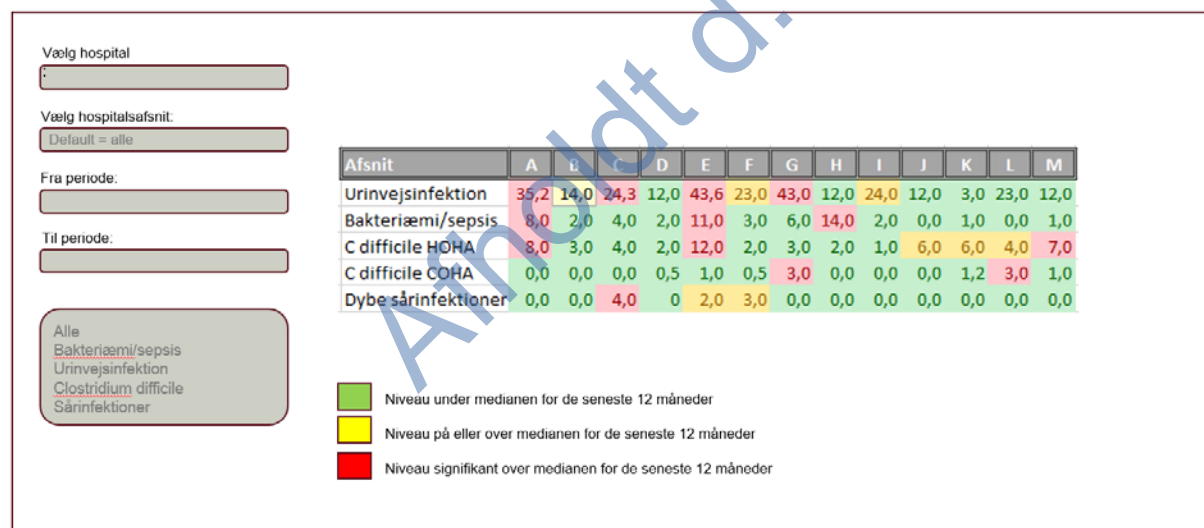 Vælg hospital
:
Vælg hospitalsafsnit:
Default = alle
Fra periode:
Til periode:
Alle
Bakteriæmi/sepsis
Urinvejsinfektion
Clostridium difficile
Sårinfektioner
Afsnit A B C D E F G H I J K L M
Urinvejsinfektion 35,2 14,0 24,3 12,0 43,6 23,0 43,0 12,0 24,0 12,0 3,0 23,0 12,0
Bakteriæmi/sepsis 8,0 2,0 4,0 2,0 11,0 3,0 6,0 14,0 2,0 0,0 1,0 0,0 1,0
C difficile HOHA 8,0 3,0 4,0 2,0 12,0 2,0 3,0 2,0 1,0 6,0 6,0 4,0 7,0
C difficile COHA 0,0 0,0 0,0 0,5 1,0 0,5 3,0 0,0 0,0 0,0 1,2 3,0 1,0
Dybe sårinfektioner 0,0 0,0 4,0 0 2,0 3,0 0,0 0,0 0,0 0,0 0,0 0,0 0,0
Niveau under medianen for de seneste 12 måneder
Niveau på eller over medianen for de seneste 12 måneder
Niveau signifikant over medianen for de seneste 12 måneder
Afholdt d.